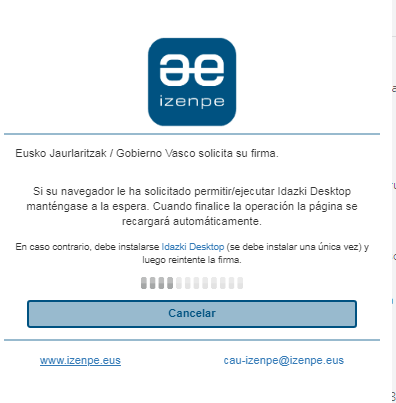 izenpe
Eusko Jaurlaritzak / Gobierno Vasco solicita su firma.
Si su navegador le ha solicitado permitir/ejecutar Idazki Desktop
manténgase a la espera. Cuando finalice la operación la página se
recargará automáticamente.
En caso contrario, debe instalarse Idazki Desktop (se debe instalar una única vez) y
luego reintente la firma.
Cancelar
www.izenpe.eus cau-izenpe@izenpe.eus